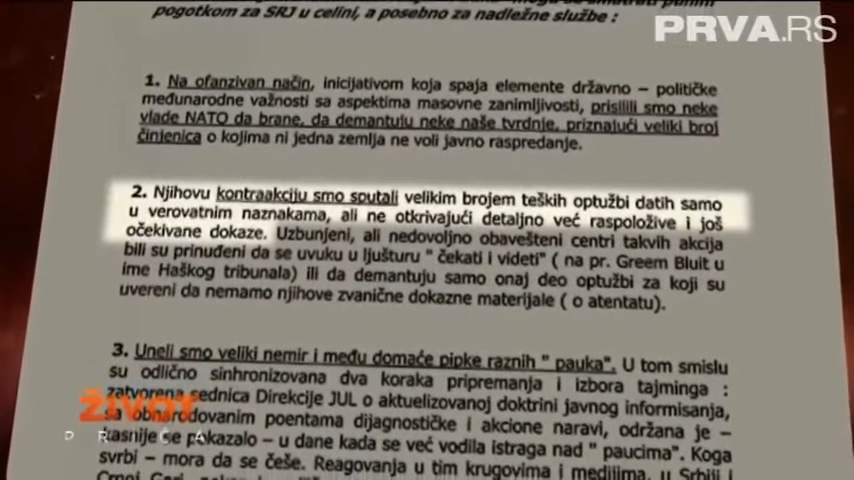 pogotkom za SRJ u celini, a posebno za nadležne službe :
PRVA.RS
1. Na ofanzivan način, inicijativom koja spaja elemente državno – političke
međunarodne važnosti sa aspektima masovne zanimljivosti, prisilili smo neke
vlade NATO da brane, da demantuju neke naše tvrdnje, priznajući veliki broj
činjenica o kojima ni jedna zemlja ne voli javno raspredanje.
2. Njihovu kontraakciju smo sputali velikim brojem teških optužbi datih samo
u verovatnim naznakama, ali ne otkrivajući detaljno već raspoložive i još
očekivane dokaze. Uzbunjeni, ali nedovoljno obavešteni centri takvih akcija
bili su prinuđeni da se uvuku u ljušturu " čekati i videti" ( na pr. Greem Bluit u
ime Haškog tribunala) ili da demantuju samo onaj deo optužbi za koji su
uvereni da nemamo njihove zvanične dokazne materijale ( o atentatu).
3. Uneli smo veliki nemir i među domaće pipke raznih " pauka". U tom smislu
su odlično sinhronizovana dva koraka pripremanja i izbora tajminga :
zatvorena sednica Direkcije JUL o aktuelizovanoj doktrini javnog informisanja,
sa obnarodovanim poentama dijagnostičke i akcione naravi, održana je –
kasnije se pokazalo – u dane kada se već vodila istraga nad " paucima". Koga
svrbi – mora da se češe. Reagovanja u tim krugovima i medijima, u Srbiji i
ŽIVOT
PRIČA